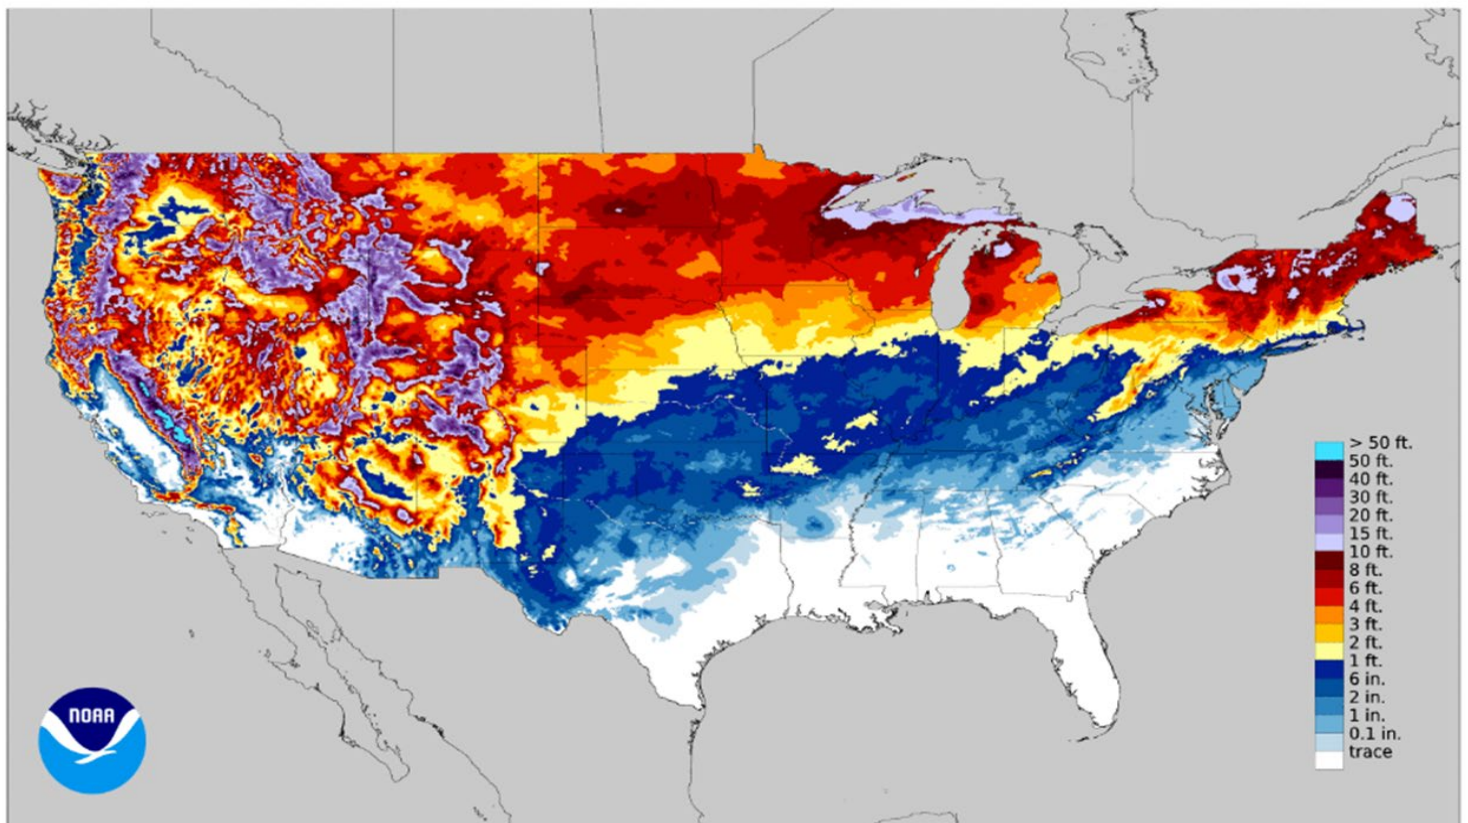 > 50 ft.
50 ft.
40 ft.
30 ft.
20 ft.
15 ft.
10 ft.
8 ft.
6 ft.
4 ft.
3 ft.
2 ft.
1 ft.
6 in.
2 in.
1 in.
0.1 in.
trace
NOAA